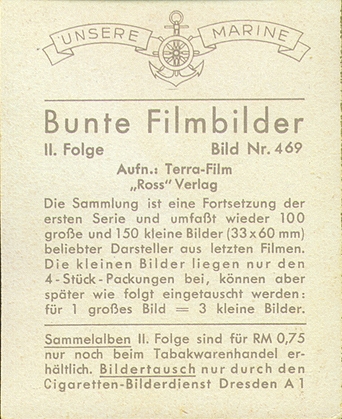 UNSERE MARINE
Bunte Filmbilder
II. Folge Bild Nr. 469
Aufn.: Terra-Film
„Ross" Verlag
Die Sammlung ist eine Fortsetzung der
ersten Serie und umfaßt wieder 100
große und 150 kleine Bilder (33x60 mm)
beliebter Darsteller aus letzten Filmen.
Die kleinen Bilder liegen nur den
4-Stück-Packungen bei, können aber
später wie folgt eingetauscht werden:
für 1 großes Bild = 3 kleine Bilder.
Sammelalben II. Folge sind für RM 0,75
nur noch beim Tabakwarenhandel er-
hältlich. Bildertausch nur durch den
Cigaretten-Bilderdienst Dresden A 1